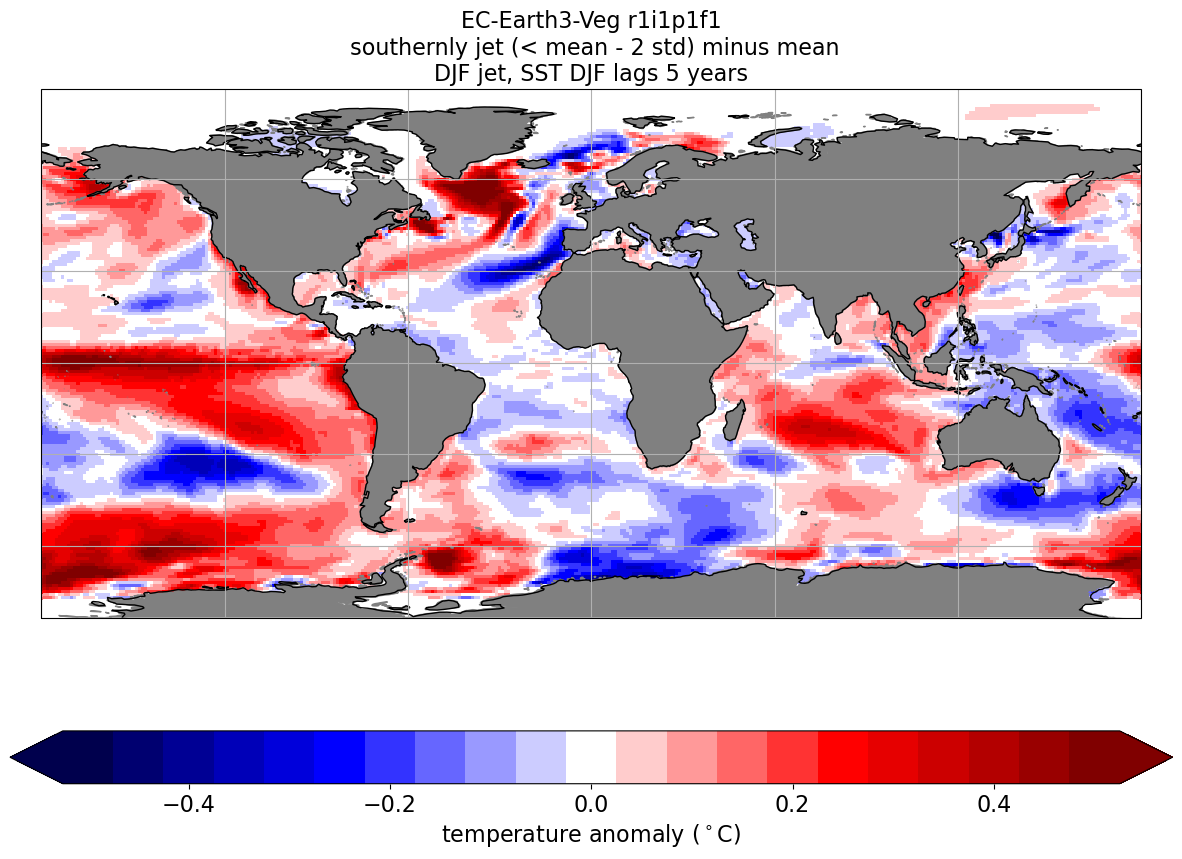 EC-Earth3-Veg r1i1p1f1
southernly jet (< mean - 2 std) minus mean
DJF jet, SST DJF lags 5 years
−0.4 −0.2 0.0 0.2 0.4
temperature anomaly (°C)